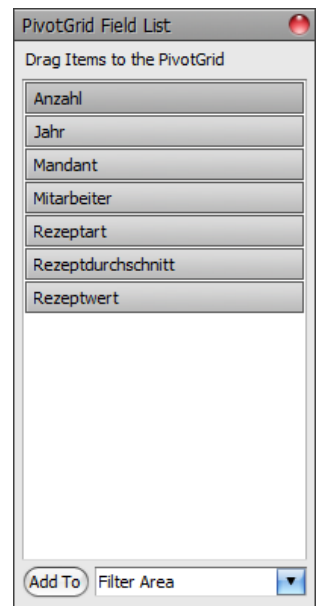 PivotGrid Field List
Drag Items to the PivotGrid
Anzahl
Jahr
Mandant
Mitarbeiter
Rezeptart
Rezeptdurchschnitt
Rezeptwert
Add To Filter Area